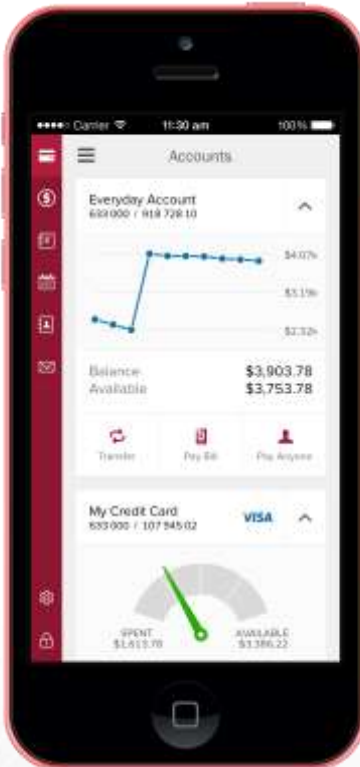 Carrier 11:30 am 100%
Accounts
Everyday Account
633 000 / 918 728 10
$4.07k
$3.19k
$2.32k
Balance $3,903.78
Available $3,753.78
Transfer Pay Bill Pay Anyone
My Credit Card VISA
633 000 / 107 945 02
SPENT AVAILABLE
$1,613.78 $3,386.22